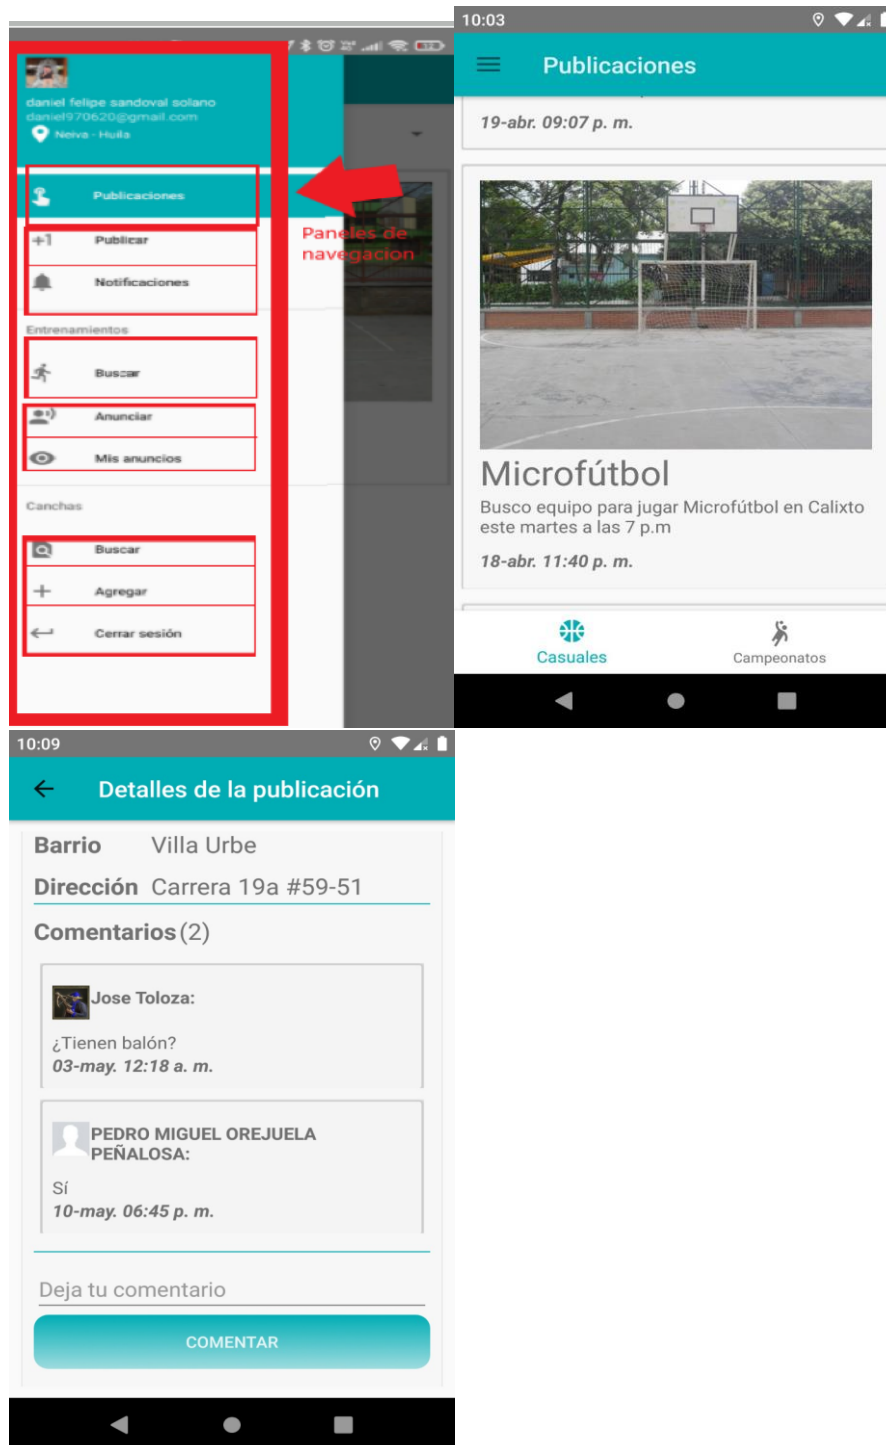 daniel felipe sandoval solano
daniel970620@gmail.com
Neiva - Huila
Publicaciones
+1 Publicar
Notificaciones
Paneles de
navegacion
Entrenamientos
Buscar
Anunciar
Mis anuncios
Canchas
Buscar
Agregar
Cerrar sesión
10:03
Publicaciones
19-abr. 09:07 p. m.
Microfútbol
Busco equipo para jugar Microfútbol en Calixto
este martes a las 7 p.m
18-abr. 11:40 p. m.
Casuales
Campeonatos
10:09
Detalles de la publicación
Barrio Villa Urbe
Dirección Carrera 19a #59-51
Comentarios (2)
Jose Toloza:
¿Tienen balón?
03-may. 12:18 a. m.
PEDRO MIGUEL OREJUELA
PEÑALOSA:
Sí
10-may. 06:45 p. m.
Deja tu comentario
COMENTAR